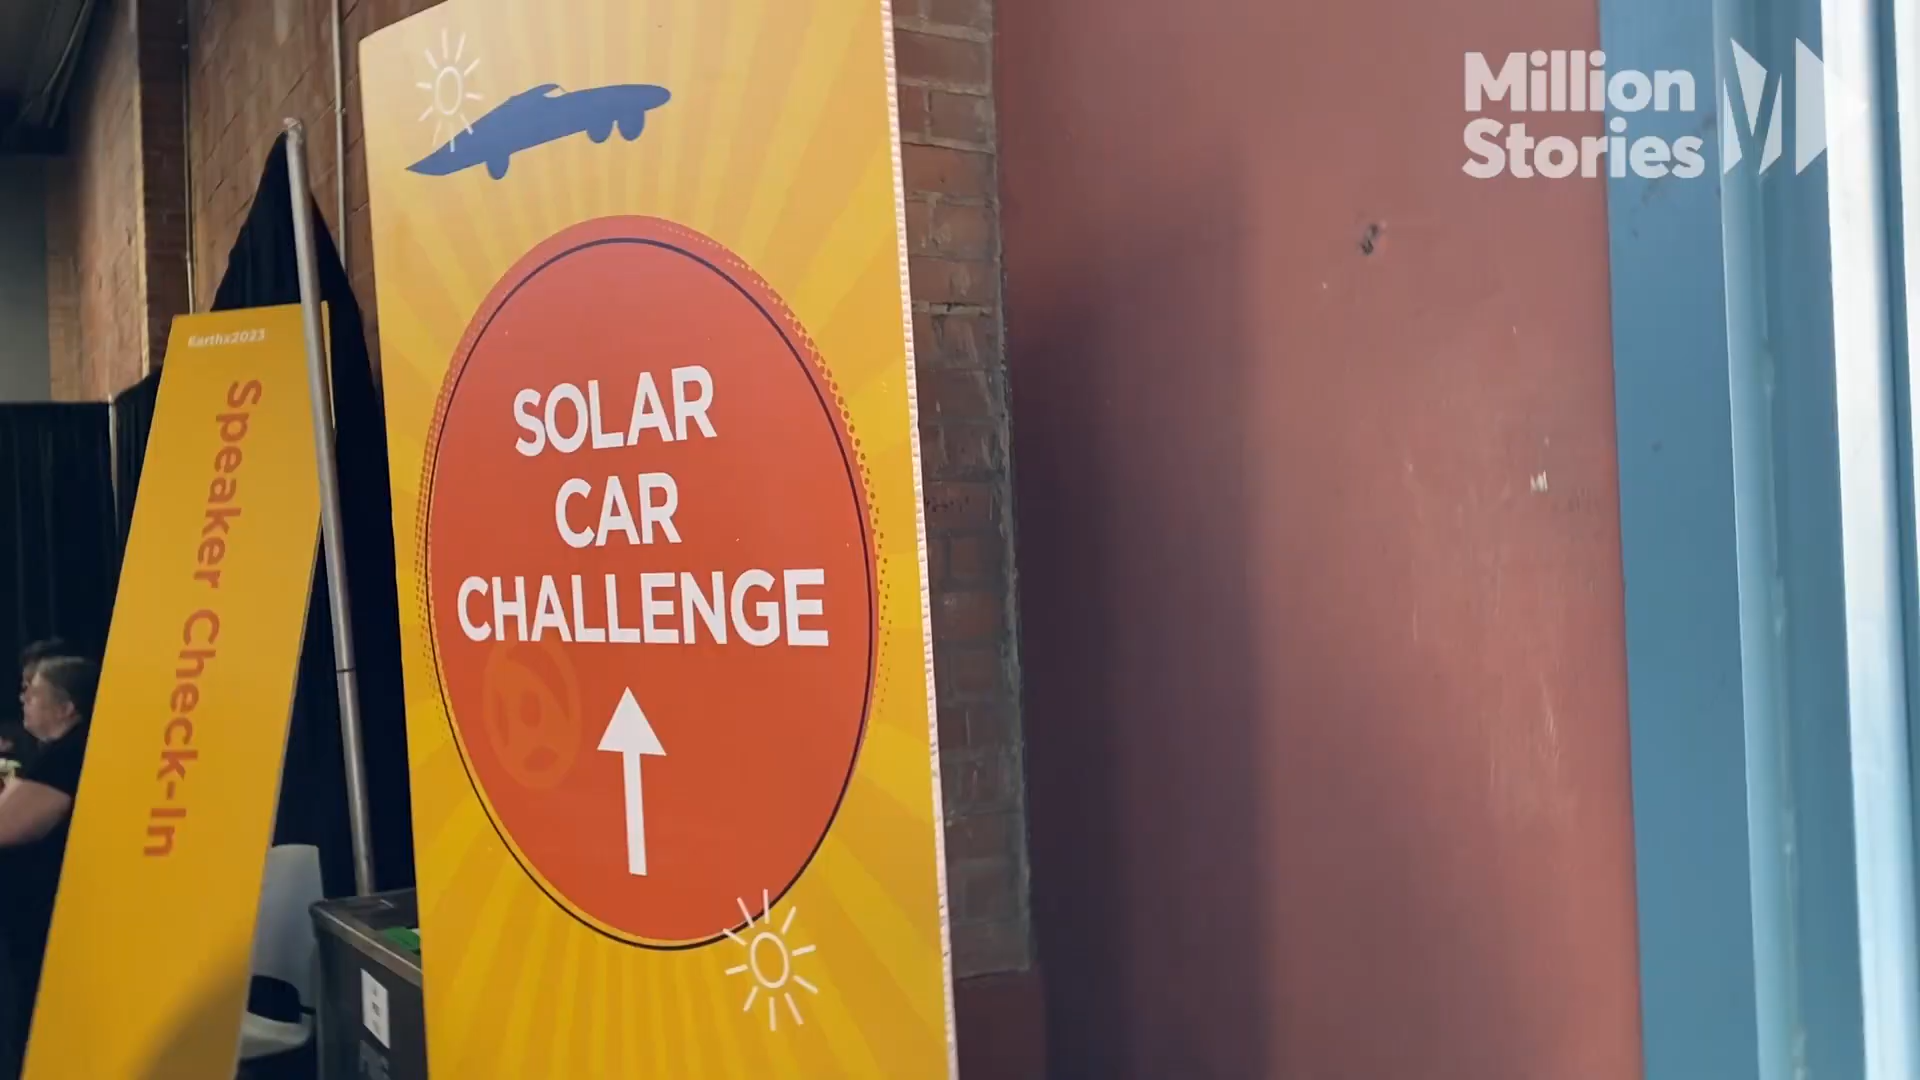 Million
Stories
Earthx2023
Speaker Check-In
SOLAR
CAR
CHALLENGE